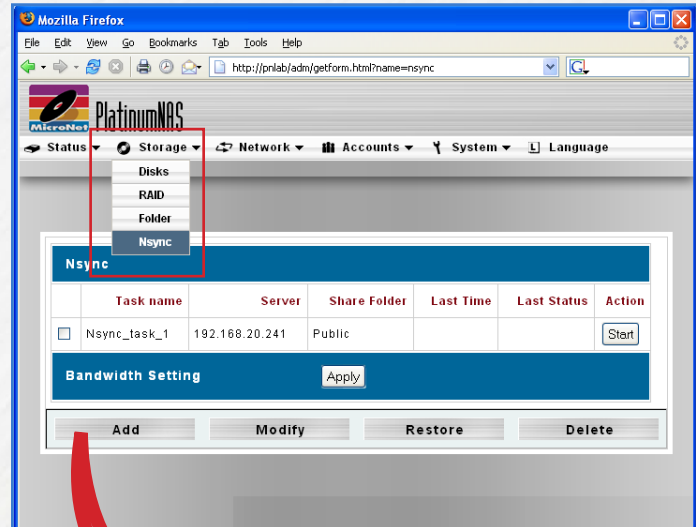 Mozilla Firefox
File Edit View Go Bookmarks Tab Tools Help
http://pnlab/adm/getform.html?name=nsync
G
MicroNet PlatinumNAS
Status Storage Network Accounts System L Language
Disks
RAID
Folder
Nsync
Nsync
Task name Server Share Folder Last Time Last Status Action
Nsync_task_1 192.168.20.241 Public Start
Bandwidth Setting Apply
Add Modify Restore Delete